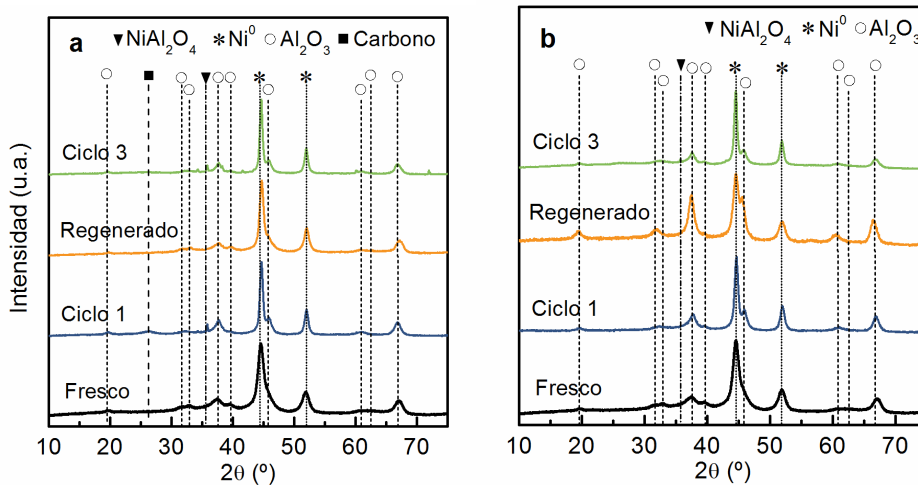 a
▼NiAl₂O₄ *Ni⁰ ○Al₂O₃ ■Carbono
Intensidad (u.a.)
Ciclo 3
Regenerado
Ciclo 1
Fresco
10 20 30 40 50 60 70
2θ (º)
b
▼NiAl₂O₄ *Ni⁰ ○Al₂O₃
Ciclo 3
Regenerado
Ciclo 1
Fresco
10 20 30 40 50 60 70
2θ (º)